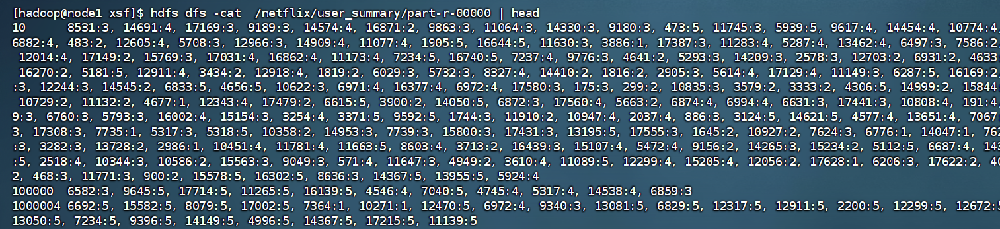 [hadoop@node1 xsf]$ hdfs dfs -cat  /netflix/user_summary/part-r-00000 | head
10      8531:3, 14691:4, 17169:3, 9189:3, 14574:4, 16871:2, 9863:3, 11064:3, 14330:3, 9180:3, 473:5, 11745:3, 5939:5, 9617:4, 14454:4, 10774:4,
6882:4, 483:2, 12605:4, 5708:3, 12966:3, 14909:4, 11077:4, 1905:5, 16644:5, 11630:3, 3886:1, 17387:3, 11283:4, 5287:4, 13462:4, 6497:3, 7586:2,
 12014:4, 17149:2, 15769:3, 17031:4, 16862:4, 11173:4, 7234:5, 16740:5, 7237:4, 9776:3, 4641:2, 5293:3, 14209:3, 2578:3, 12703:2, 6931:2, 4633
 16270:2, 5181:5, 12911:4, 3434:2, 12918:4, 1819:2, 6029:3, 5732:3, 8327:4, 14410:2, 1816:2, 2905:3, 5614:4, 17129:4, 11149:3, 6287:5, 16169:2,
:3, 12244:3, 14545:2, 6833:5, 4656:5, 10622:3, 6971:4, 16377:4, 6972:4, 17580:3, 175:3, 299:2, 10835:3, 3579:2, 3333:2, 4306:5, 14999:2, 15844
 10729:2, 11132:2, 4677:1, 12343:4, 17479:2, 6615:5, 3900:2, 14050:5, 6872:3, 17560:4, 5663:2, 6874:4, 6994:4, 6631:3, 17441:3, 10808:4, 191:4,
9:3, 6760:3, 5793:3, 16002:4, 15154:3, 3254:4, 3371:5, 9592:5, 1744:3, 11910:2, 10947:4, 2037:4, 886:3, 3124:5, 14621:5, 4577:4, 13651:4, 7067
3, 17308:3, 7735:1, 5317:3, 5318:5, 10358:2, 14953:3, 7739:3, 15800:3, 17431:3, 13195:5, 17555:3, 1645:2, 10927:2, 7624:3, 6776:1, 14047:1, 762
:3, 3282:3, 13728:2, 2986:1, 10451:4, 11781:4, 11663:5, 8603:4, 3713:2, 16439:3, 15107:4, 5472:4, 9156:2, 14265:3, 15234:2, 5112:5, 6687:4, 143
:5, 2518:4, 10344:3, 10586:2, 15563:3, 9049:3, 571:4, 11647:3, 4949:2, 3610:4, 11089:5, 12299:4, 15205:4, 12056:2, 17628:1, 6206:3, 17622:2, 40
2, 468:3, 11771:3, 900:2, 15578:5, 16302:5, 8636:3, 14367:5, 13955:5, 5924:4
100000  6582:3, 9645:5, 17714:5, 11265:5, 16139:5, 4546:4, 7040:5, 4745:4, 5317:4, 14538:4, 6859:3
1000004 6692:5, 15582:5, 8079:5, 17002:5, 7364:1, 10271:1, 12470:5, 6972:4, 9340:3, 13081:5, 6829:5, 12317:5, 12911:5, 2200:5, 12299:5, 12672:5
13050:5, 7234:5, 9396:5, 14149:5, 4996:5, 14367:5, 17215:5, 11139:5